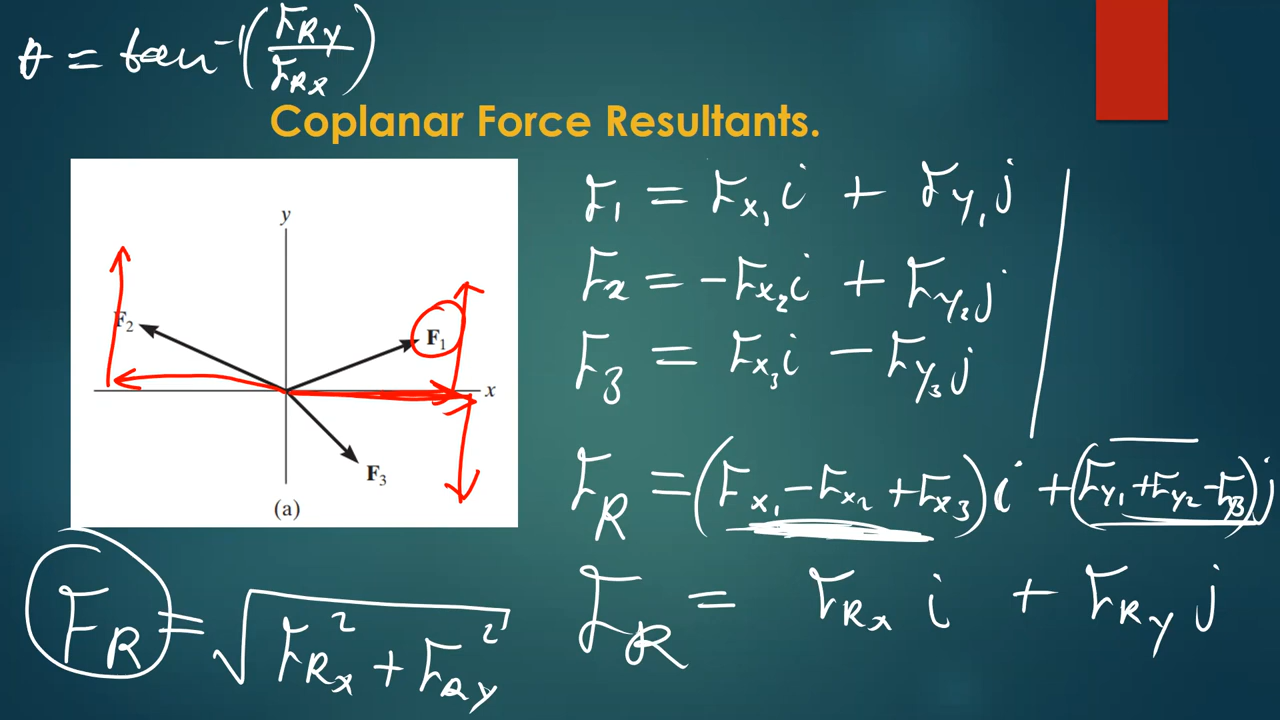 θ = tan⁻¹(F_Ry / F_Rx)
Coplanar Force Resultants.
y
F₂
F₁
x
F₃
(a)
F₁ = F_x₁ i + F_y₁ j
F₂ = -F_x₂ i + F_y₂ j
F₃ = F_x₃ i - F_y₃ j
F_R = (F_x₁ - F_x₂ + F_x₃) i + (F_y₁ + F_y₂ - F_y₃) j
F_R = F_Rx i + F_Ry j
F_R = √(F_Rx² + F_Ry²)